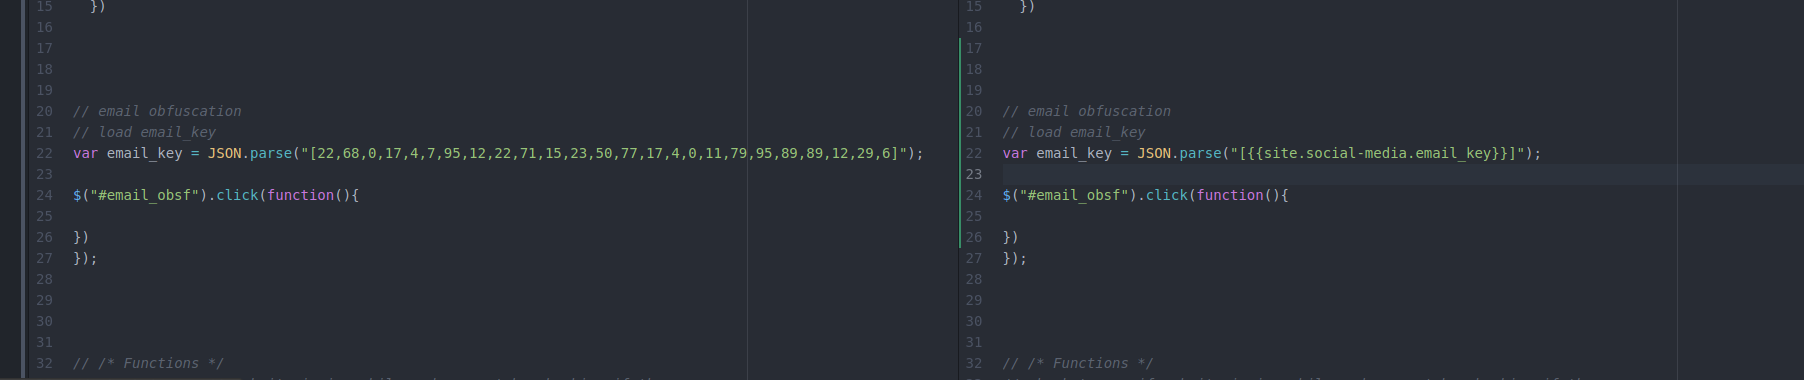 15 })
16
17
18
19
20 // email obfuscation
21 // load email_key
22 var email_key = JSON.parse("[22,68,0,17,4,7,95,12,22,71,15,23,50,77,17,4,0,11,79,95,89,89,12,29,6]");
23
24 $("#email_obsf").click(function(){
25
26 })
27 });
28
29
30
31
32 // /* Functions */
15 })
16
17
18
19
20 // email obfuscation
21 // load email_key
22 var email_key = JSON.parse("[{{site.social-media.email_key}}]");
23
24 $("#email_obsf").click(function(){
25
26 })
27 });
28
29
30
31
32 // /* Functions */